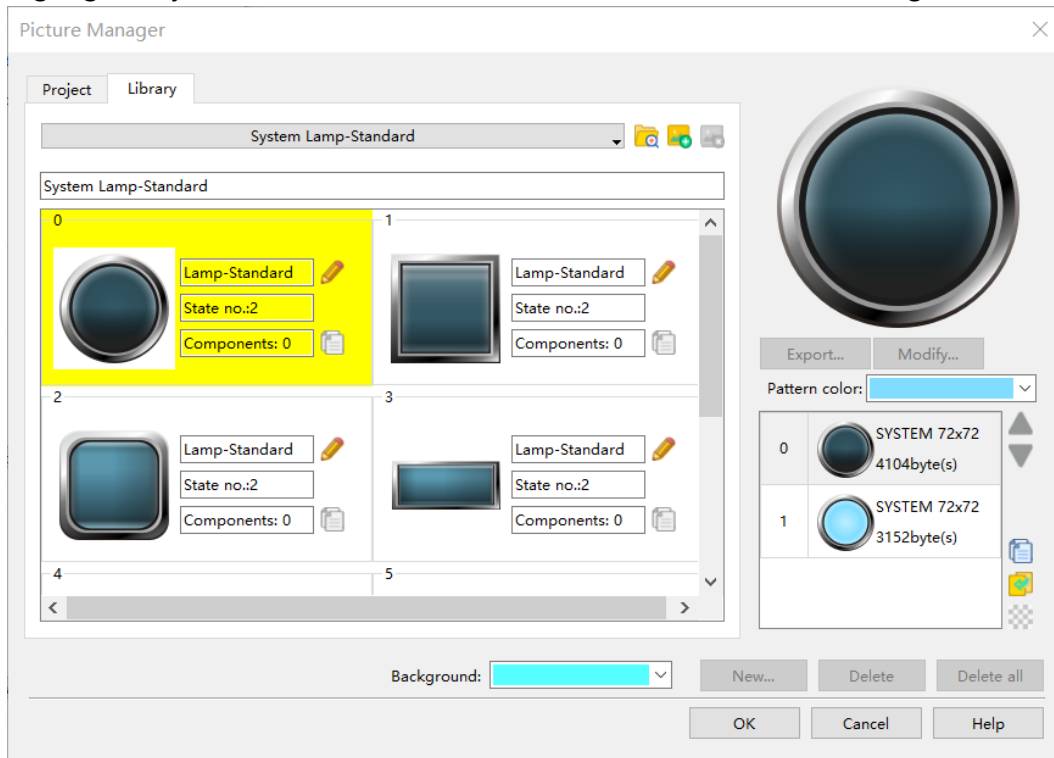 Picture Manager
Project Library
System Lamp-Standard
System Lamp-Standard
0
Lamp-Standard
State no.:2
Components: 0
1
Lamp-Standard
State no.:2
Components: 0
2
Lamp-Standard
State no.:2
Components: 0
3
Lamp-Standard
State no.:2
Components: 0
4
5
Export... Modify...
Pattern color:
0 SYSTEM 72x72
4104byte(s)
1 SYSTEM 72x72
3152byte(s)
Background:
New... Delete Delete all
OK Cancel Help